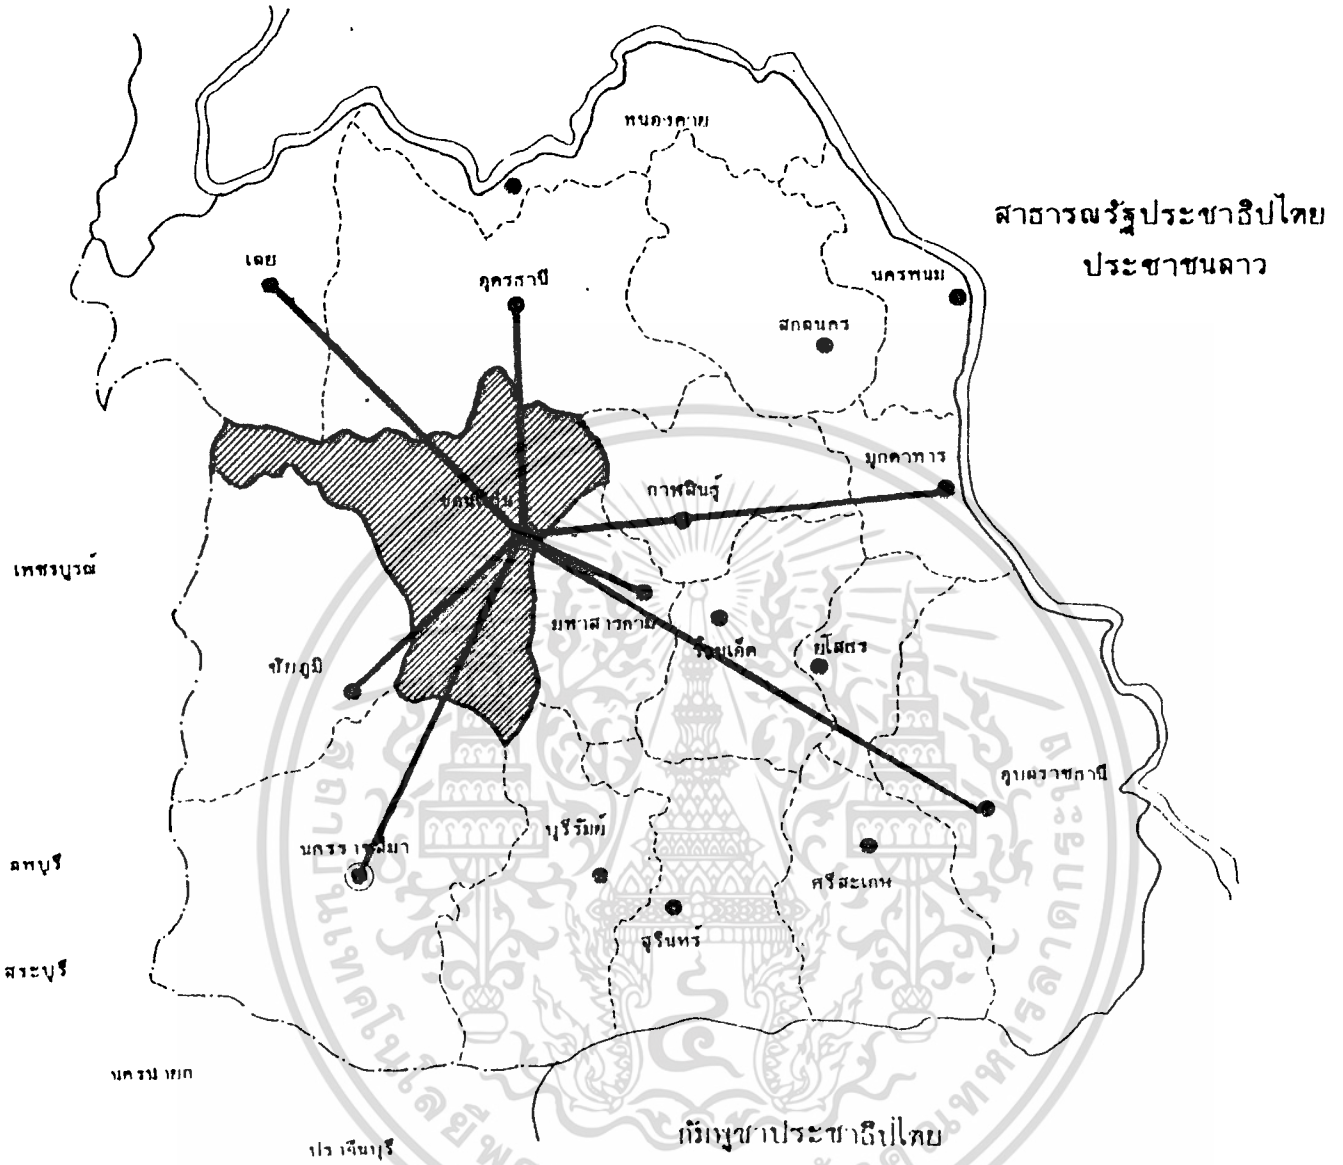 หนองคาย
สาธารณรัฐประชาธิปไตย
ประชาชนลาว
เลย
อุดรธานี
นครพนม
สกลนคร
มุกดาหาร
กาฬสินธุ์
ขอนแก่น
เพชรบูรณ์
มหาสารคาม
ร้อยเอ็ด
ยโสธร
ชัยภูมิ
อุบลราชธานี
บุรีรัมย์
นครราชสีมา
ลพบุรี
ศรีสะเกษ
สุรินทร์
สระบุรี
นครนายก
กัมพูชาประชาธิปไตย
ปราจีนบุรี